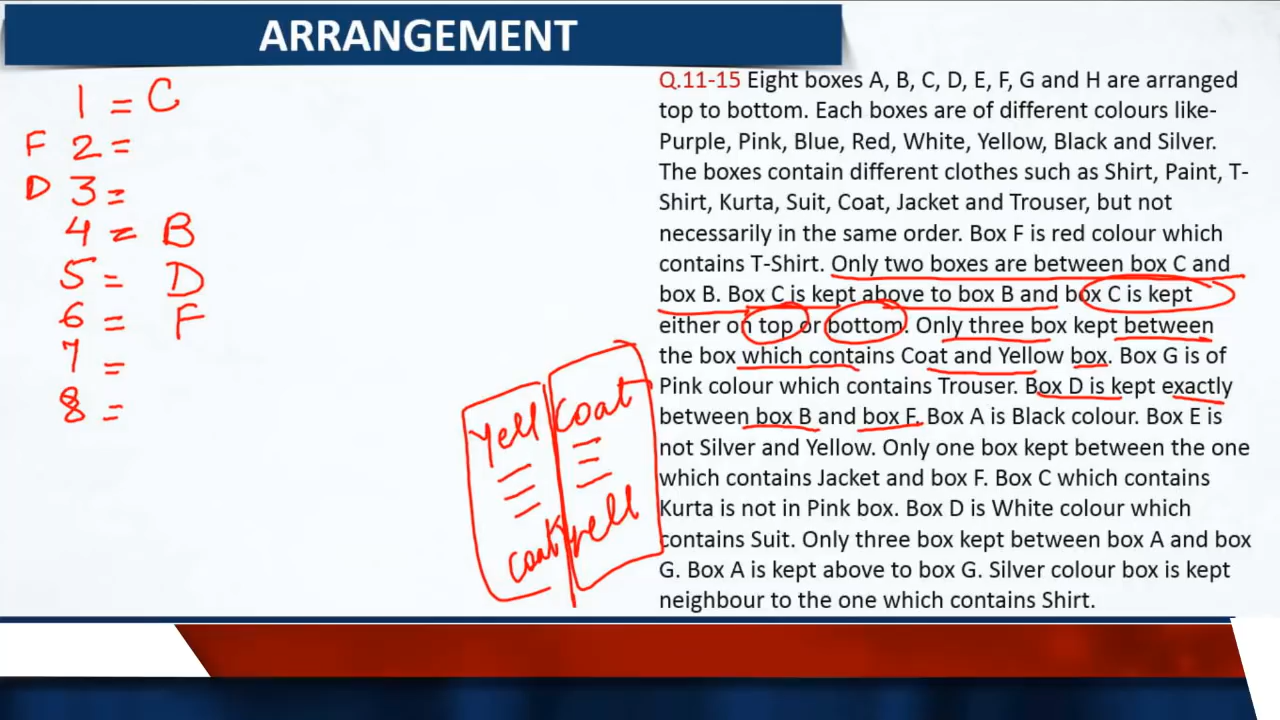 ARRANGEMENT
1 = C
F 2 =
D 3 =
4 = B
5 = D
6 = F
7 =
8 =
Yell Coat
Coat Yell
Q.11-15 Eight boxes A, B, C, D, E, F, G and H are arranged
top to bottom. Each boxes are of different colours like-
Purple, Pink, Blue, Red, White, Yellow, Black and Silver.
The boxes contain different clothes such as Shirt, Paint, T-
Shirt, Kurta, Suit, Coat, Jacket and Trouser, but not
necessarily in the same order. Box F is red colour which
contains T-Shirt. Only two boxes are between box C and
box B. Box C is kept above to box B and box C is kept
either on top or bottom. Only three box kept between
the box which contains Coat and Yellow box. Box G is of
Pink colour which contains Trouser. Box D is kept exactly
between box B and box F. Box A is Black colour. Box E is
not Silver and Yellow. Only one box kept between the one
which contains Jacket and box F. Box C which contains
Kurta is not in Pink box. Box D is White colour which
contains Suit. Only three box kept between box A and box
G. Box A is kept above to box G. Silver colour box is kept
neighbour to the one which contains Shirt.